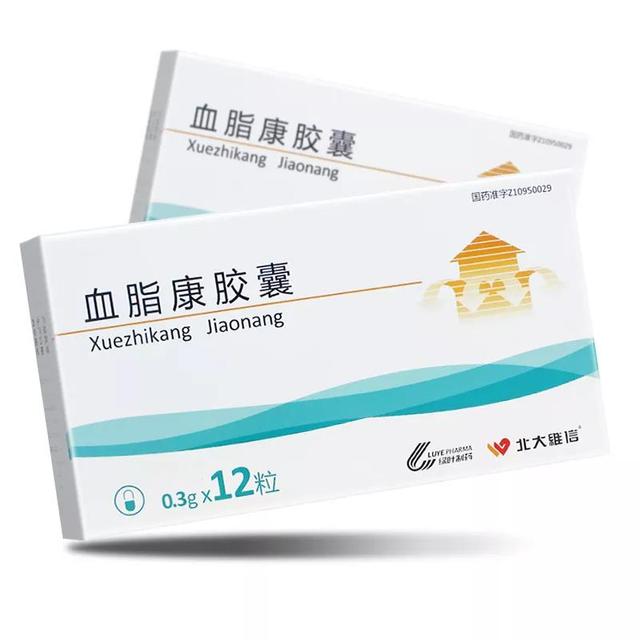 血脂康胶囊
Xuezhikang Jiaonang
国药准字Z10950029
国药准字Z10950029
血脂康胶囊
Xuezhikang Jiaonang
LUYE PHARMA
绿叶制药
北大维信
0.3g x 12粒